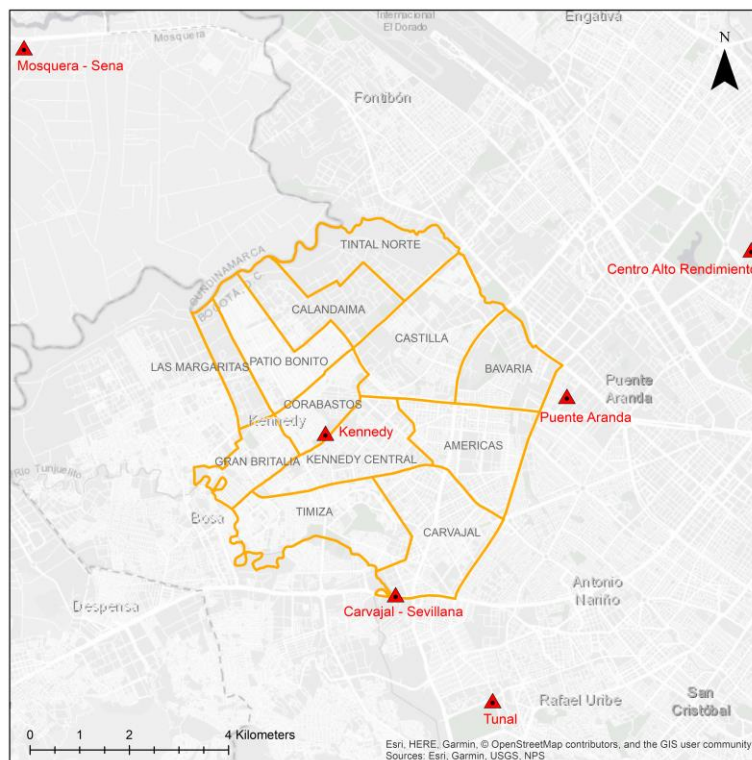 Internacional
El Dorado
Engativá
Mosquera
Mosquera - Sena
N
Fontibón
TINTAL NORTE
Centro Alto Rendimiento
CUNDINAMARCA
BOGOTÁ, D.C.
CALANDAIMA
CASTILLA
PATIO BONITO
LAS MARGARITAS
BAVARIA
Puente
Aranda
CORABASTOS
Puente Aranda
Kennedy
Kennedy
AMERICAS
GRAN BRITALIA
KENNEDY CENTRAL
Río Tunjuelito
TIMIZA
Bosa
CARVAJAL
Antonio
Nariño
Despensa
Carvajal - Sevillana
San
Cristóbal
Rafael Uribe
Tunal
0 1 2 4 Kilometers
Esri, HERE, Garmin, © OpenStreetMap contributors, and the GIS user community
Sources: Esri, Garmin, USGS, NPS